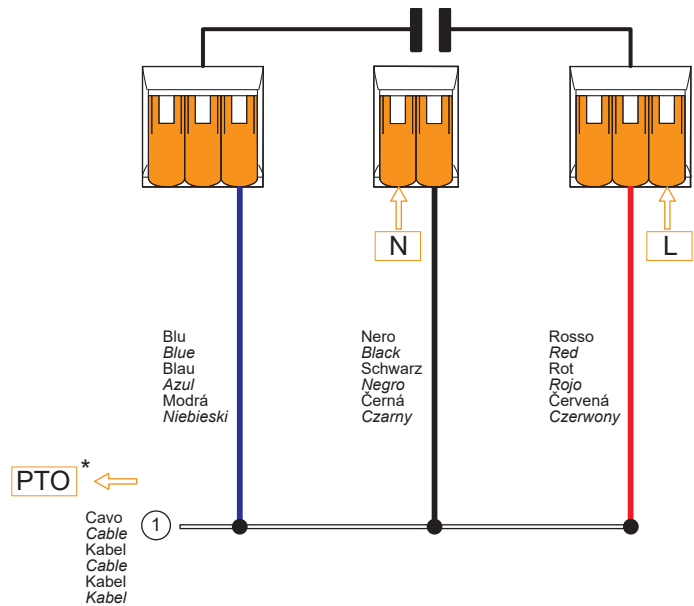 N
L
Blu
Blue
Blau
Azul
Modrá
Niebieski
Nero
Black
Schwarz
Negro
Černá
Czarny
Rosso
Red
Rot
Rojo
Červená
Czerwony
PTO *
Cavo
Cable
Kabel
Cable
Kabel
Kabel
1